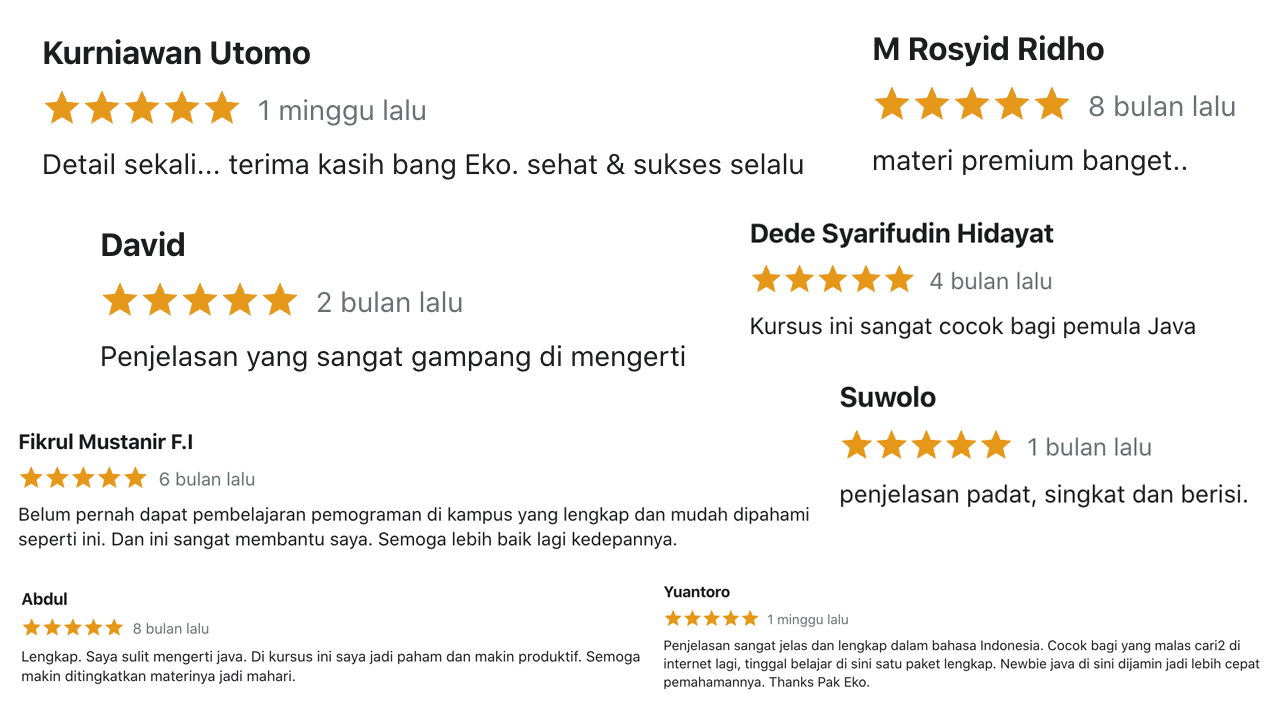 Kurniawan Utomo
1 minggu lalu
Detail sekali... terima kasih bang Eko. sehat & sukses selalu
M Rosyid Ridho
8 bulan lalu
materi premium banget..
David
2 bulan lalu
Penjelasan yang sangat gampang di mengerti
Dede Syarifudin Hidayat
4 bulan lalu
Kursus ini sangat cocok bagi pemula Java
Suwolo
1 bulan lalu
penjelasan padat, singkat dan berisi.
Fikrul Mustanir F.I
6 bulan lalu
Belum pernah dapat pembelajaran pemograman di kampus yang lengkap dan mudah dipahami
seperti ini. Dan ini sangat membantu saya. Semoga lebih baik lagi kedepannya.
Abdul
8 bulan lalu
Lengkap. Saya sulit mengerti java. Di kursus ini saya jadi paham dan makin produktif. Semoga
makin ditingkatkan materinya jadi mahari.
Yuantoro
1 minggu lalu
Penjelasan sangat jelas dan lengkap dalam bahasa Indonesia. Cocok bagi yang malas cari2 di
internet lagi, tinggal belajar di sini satu paket lengkap. Newbie java di sini dijamin jadi lebih cepat
pemahamannya. Thanks Pak Eko.